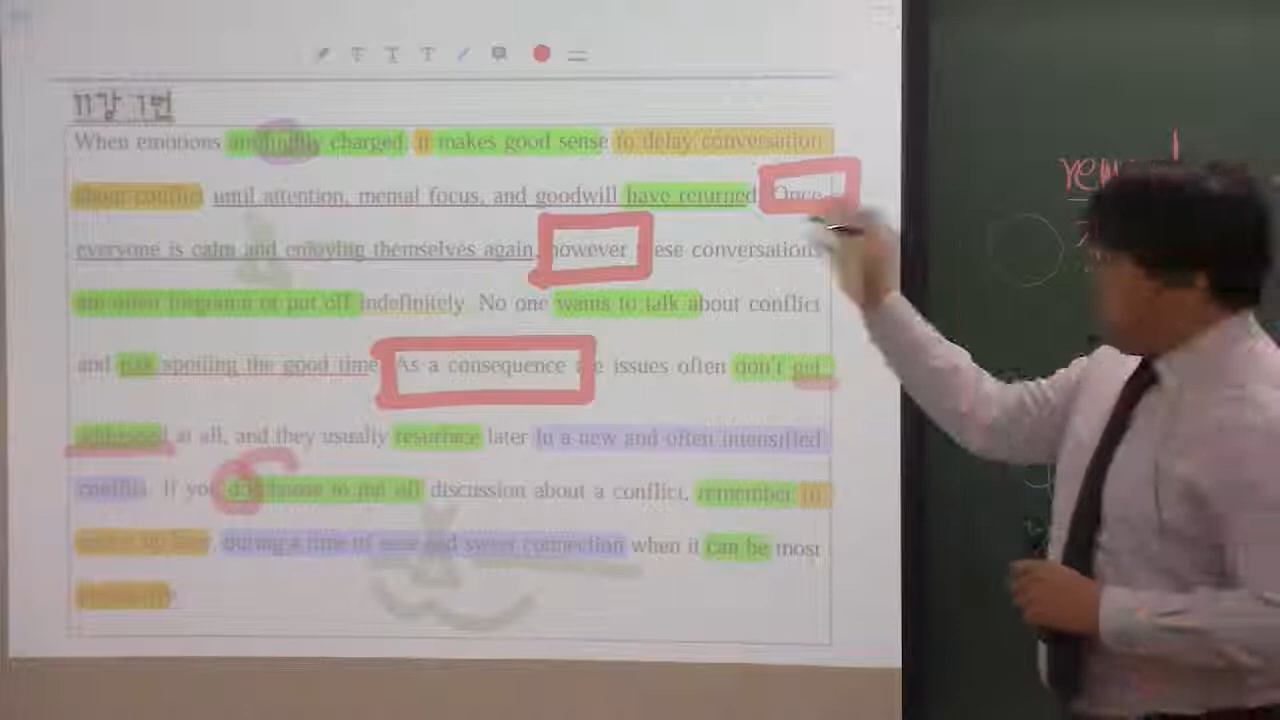 11강 1번
When emotions are highly charged, it makes good sense to delay conversation
about conflict until attention, mental focus, and goodwill have returned. Once
everyone is calm and enjoying themselves again, however these conversations
are often forgotten or put off indefinitely. No one wants to talk about conflict
and risk spoiling the good time. As a consequence the issues often don't get
addressed at all, and they usually resurface later in a new and often intensified
conflict. If you do choose to put off discussion about a conflict, remember to
later, during a time of ease and sweet connection when it can be most